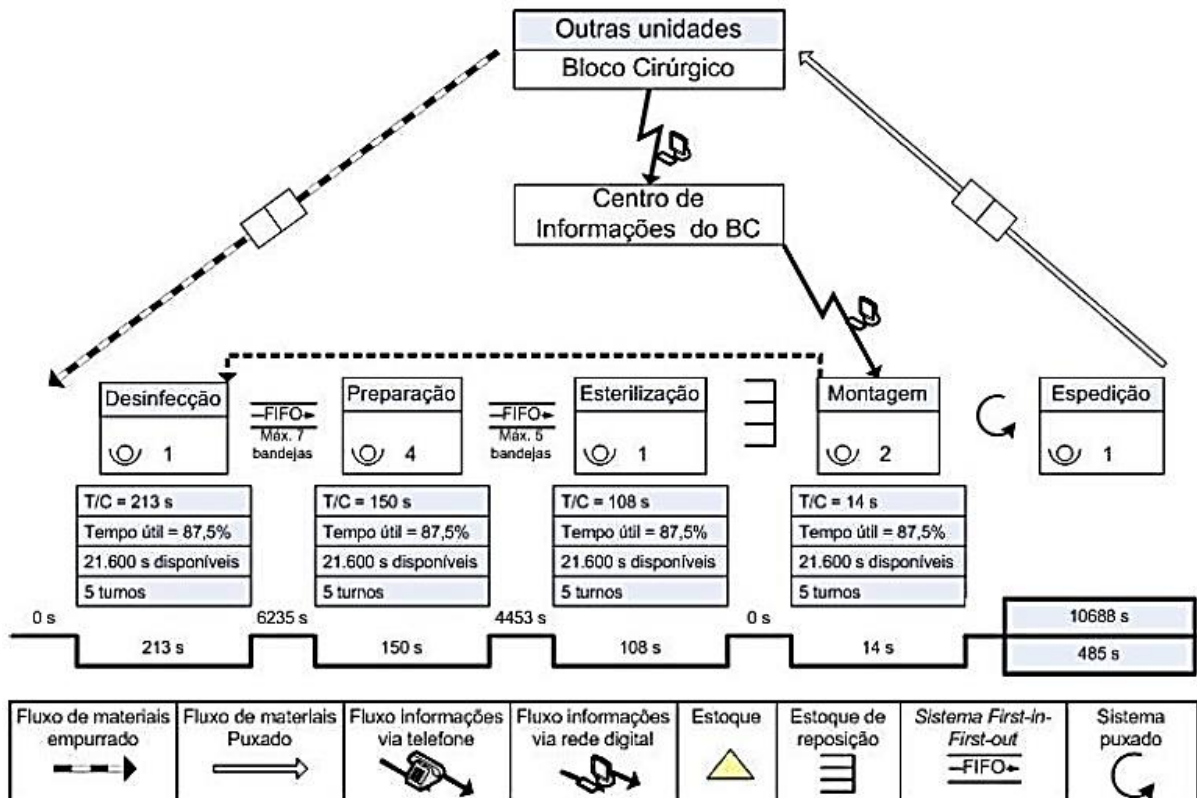 Outras unidades
Bloco Cirúrgico
Centro de
Informações do BC
Desinfecção
1
FIFO
Máx. 7
bandejas
Preparação
4
FIFO
Máx. 5
bandejas
Esterilização
1
Montagem
2
Espedição
1
T/C = 213 s
Tempo útil = 87,5%
21.600 s disponíveis
5 turnos
T/C = 150 s
Tempo útil = 87,5%
21.600 s disponíveis
5 turnos
T/C = 108 s
Tempo útil = 87,5%
21.600 s disponíveis
5 turnos
T/C = 14 s
Tempo útil = 87,5%
21.600 s disponíveis
5 turnos
0 s
213 s
6235 s
150 s
4453 s
108 s
0 s
14 s
10688 s
485 s
Fluxo de materiais
empurrado
Fluxo de materiais
Puxado
Fluxo Informações
via telefone
Fluxo informações
via rede digital
Estoque
Estoque de
reposição
Sistema First-in-
First-out
FIFO
Sistema
puxado